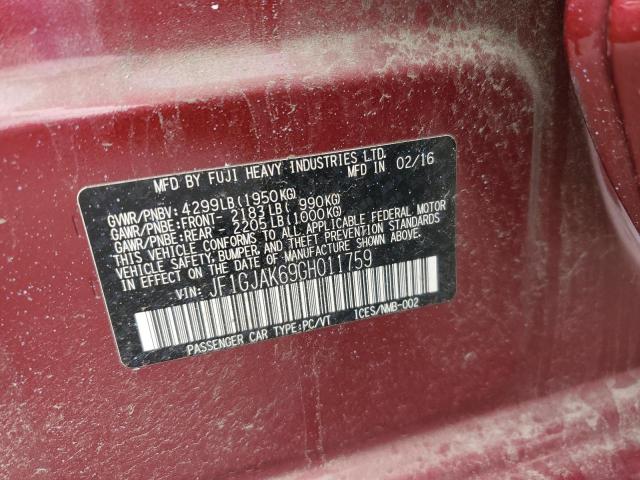 MFD BY FUJI HEAVY INDUSTRIES LTD.
MFD IN 02/16
GVWR/PNBV: 4299LB(1950KG)
GAWR/PNBE:FRONT- 2183LB( 990KG)
GAWR/PNBE:REAR - 2205LB(1000KG)
THIS VEHICLE CONFORMS TO ALL APPLICABLE FEDERAL MOTOR
VEHICLE SAFETY, BUMPER AND THEFT PREVENTION STANDARDS
IN EFFECT ON THE DATE OF MANUFACTURE SHOWN ABOVE.
VIN: JF1GJAK69GH011759
PASSENGER CAR TYPE:PC/VT ICES/NMB-002